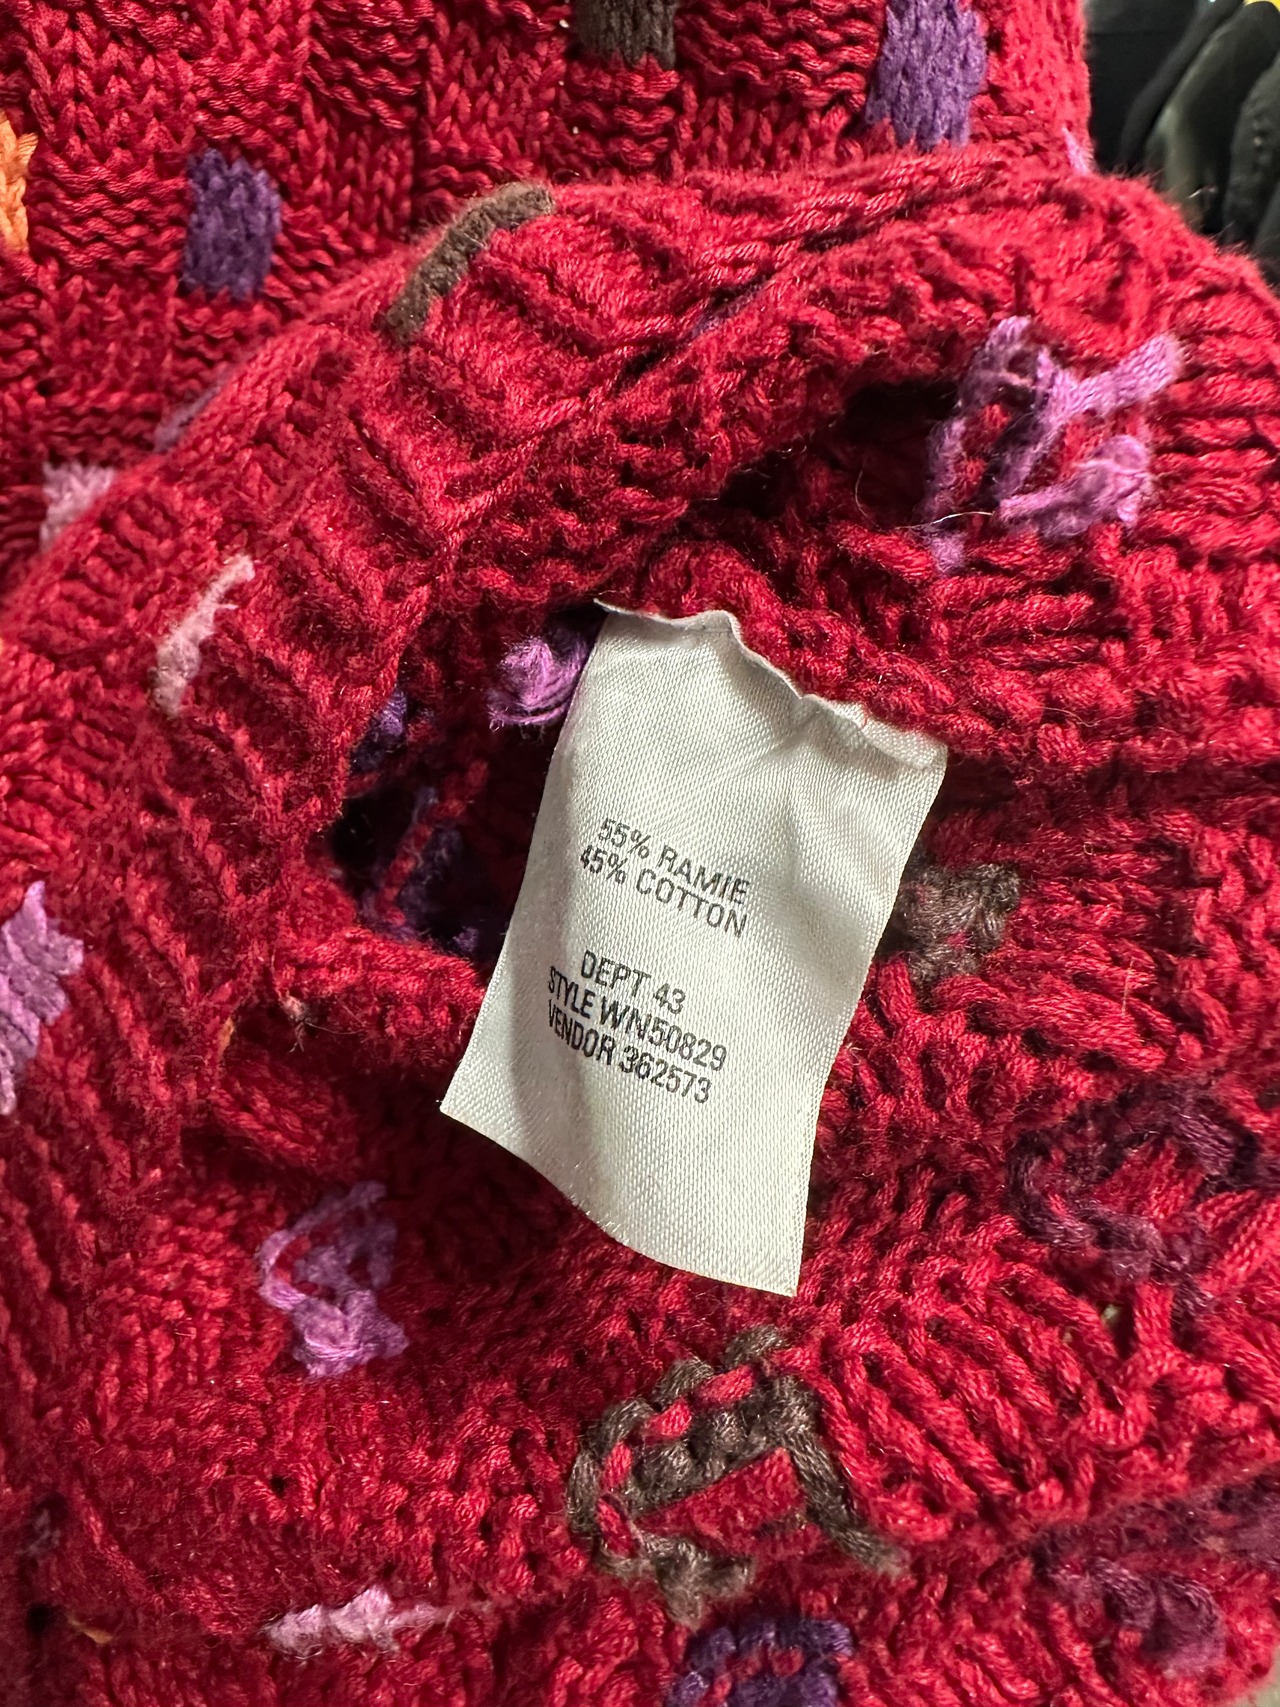 55% RAMIE
45% COTTON
DEPT 43
STYLE WN50829
VENDOR 362573